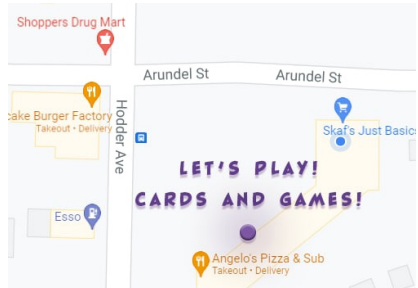 Shoppers Drug Mart
Arundel St
Arundel St
cake Burger Factory
Takeout • Delivery
Hodder Ave
Skaf's Just Basics
LET'S PLAY!
CARDS AND GAMES!
Esso
Angelo's Pizza & Sub
Takeout • Delivery